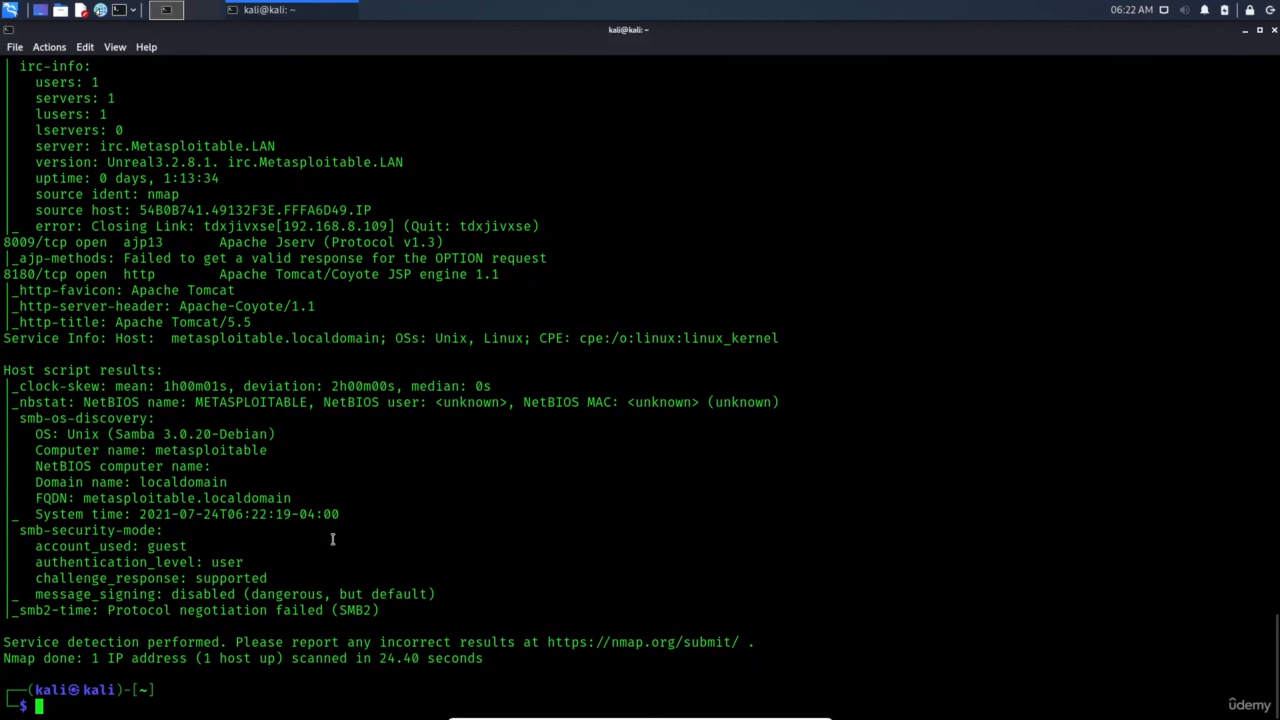 kali@kali: ~
06:22 AM
kali@kali: ~
File Actions Edit View Help
| irc-info:
|   users: 1
|   servers: 1
|   lusers: 1
|   lservers: 0
|   server: irc.Metasploitable.LAN
|   version: Unreal3.2.8.1. irc.Metasploitable.LAN
|   uptime: 0 days, 1:13:34
|   source ident: nmap
|   source host: 54B0B741.49132F3E.FFFA6D49.IP
|_  error: Closing Link: tdxjivxse[192.168.8.109] (Quit: tdxjivxse)
8009/tcp open  ajp13       Apache Jserv (Protocol v1.3)
|_ajp-methods: Failed to get a valid response for the OPTION request
8180/tcp open  http        Apache Tomcat/Coyote JSP engine 1.1
|_http-favicon: Apache Tomcat
|_http-server-header: Apache-Coyote/1.1
|_http-title: Apache Tomcat/5.5
Service Info: Host:  metasploitable.localdomain; OSs: Unix, Linux; CPE: cpe:/o:linux:linux_kernel
Host script results:
|_clock-skew: mean: 1h00m01s, deviation: 2h00m00s, median: 0s
|_nbstat: NetBIOS name: METASPLOITABLE, NetBIOS user: <unknown>, NetBIOS MAC: <unknown> (unknown)
| smb-os-discovery:
|   OS: Unix (Samba 3.0.20-Debian)
|   Computer name: metasploitable
|   NetBIOS computer name:
|   Domain name: localdomain
|   FQDN: metasploitable.localdomain
|_  System time: 2021-07-24T06:22:19-04:00
| smb-security-mode:
|   account_used: guest
|   authentication_level: user
|   challenge_response: supported
|_  message_signing: disabled (dangerous, but default)
|_smb2-time: Protocol negotiation failed (SMB2)
Service detection performed. Please report any incorrect results at https://nmap.org/submit/ .
Nmap done: 1 IP address (1 host up) scanned in 24.40 seconds
┌──(kali㉿kali)-[~]
└─$
ûdemy